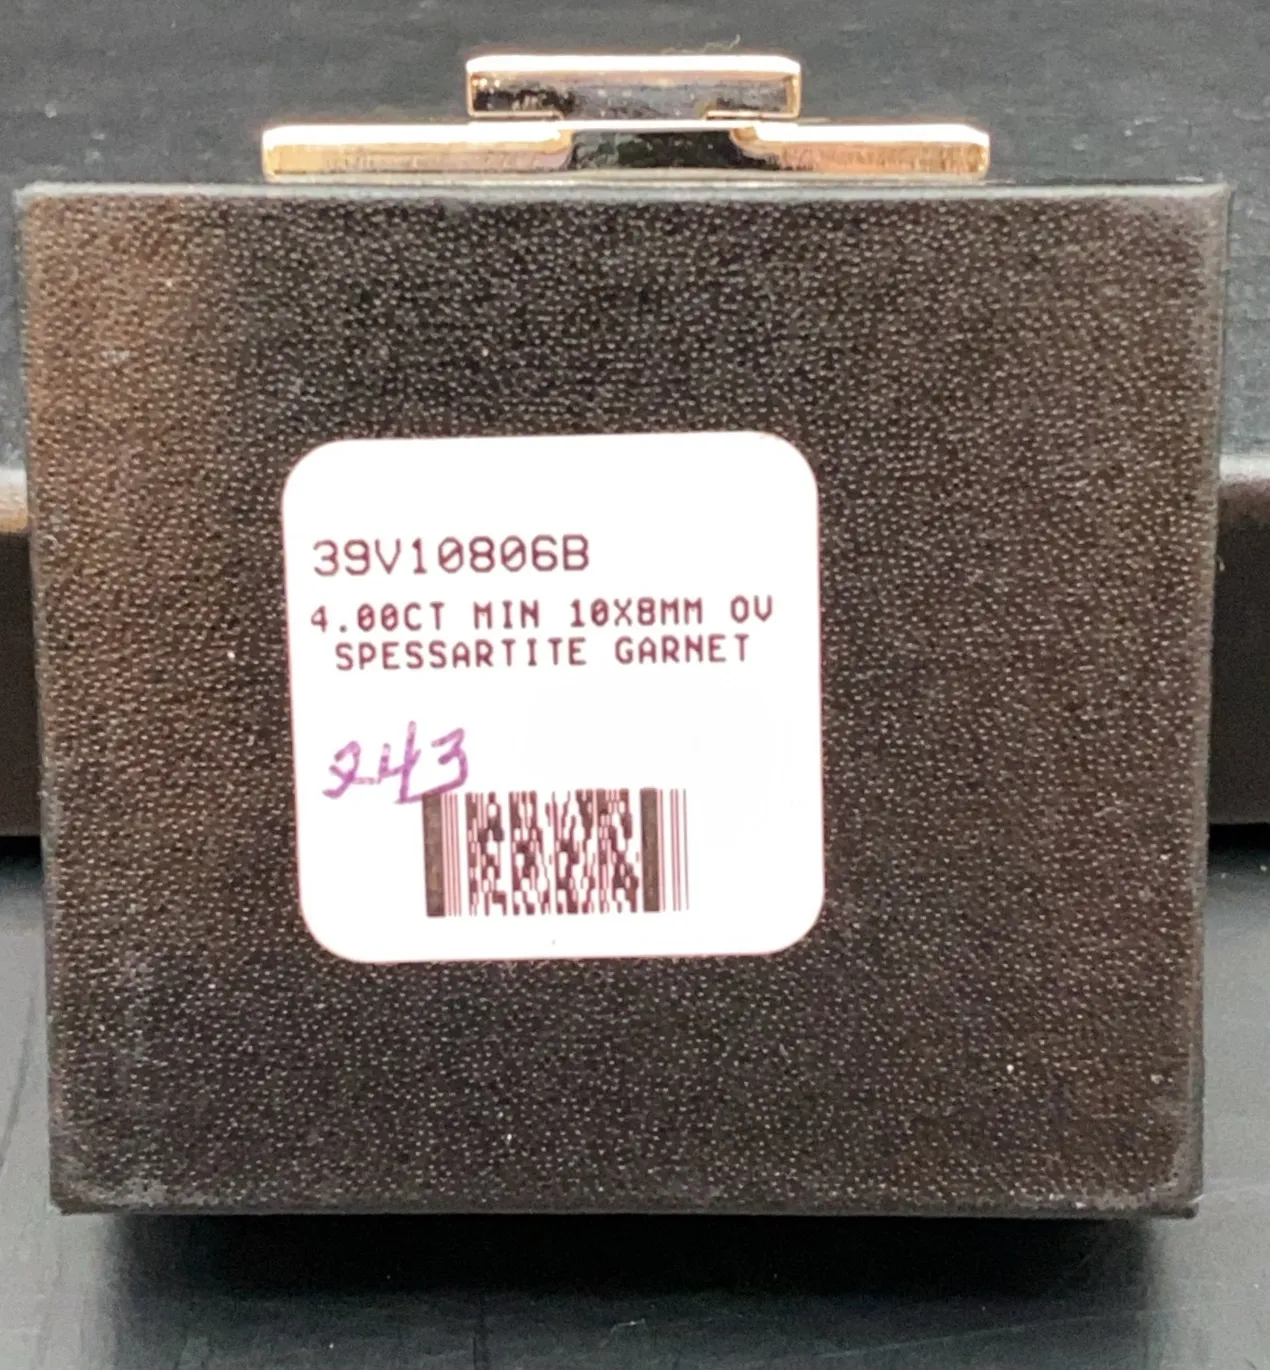 39V10806B
4.00CT MIN 10X8MM OV
SPESSARTITE GARNET
243